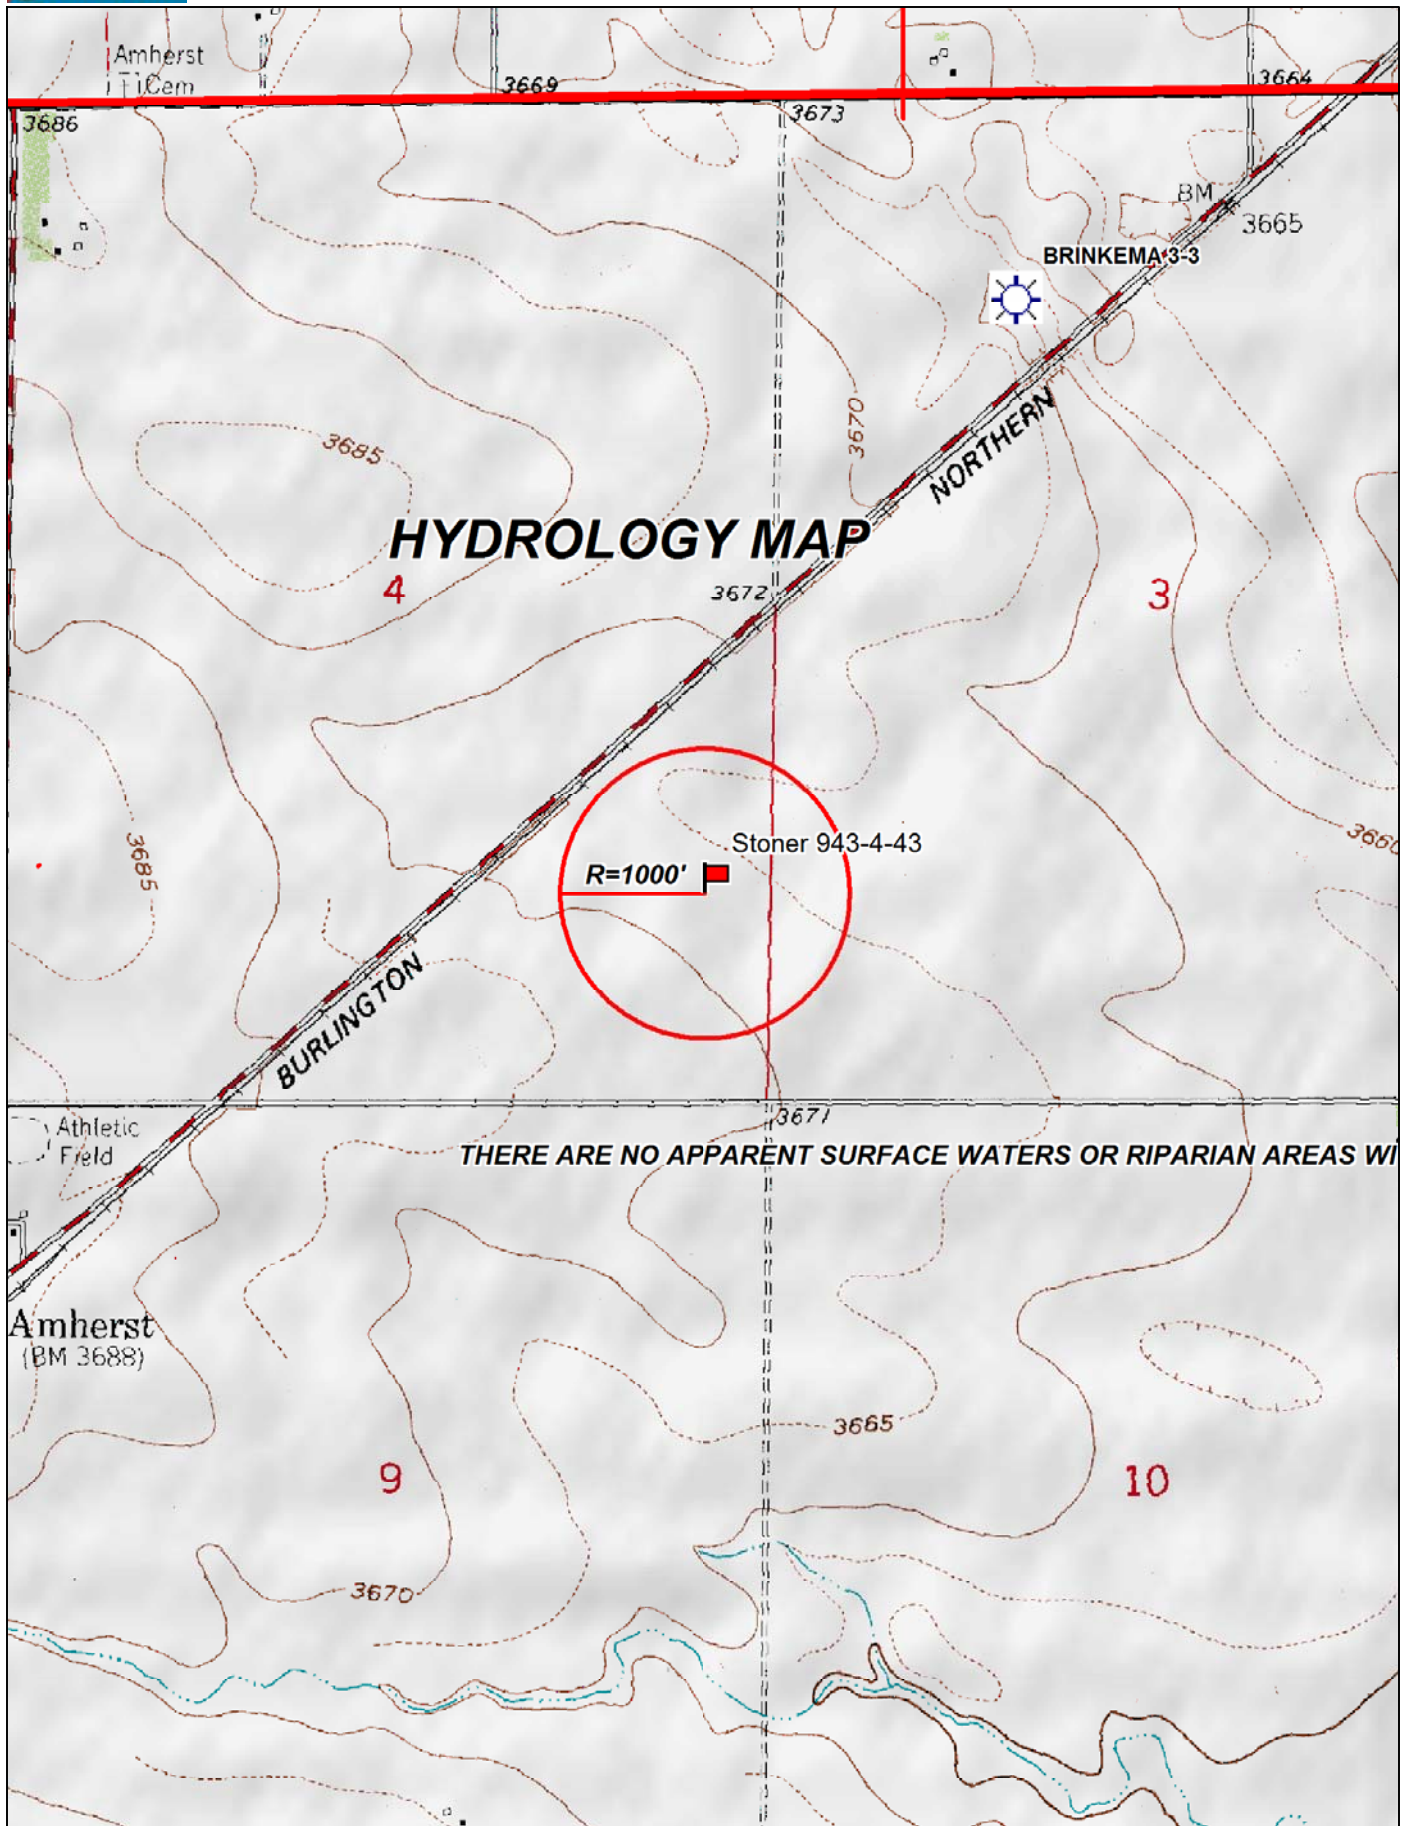 Amherst
Cem
3669
3664
3686
3673
BM
3665
BRINKEMA 3-3
3685
3670
NORTHERN
HYDROLOGY MAP
4
3672
3
3685
3660
Stoner 943-4-43
R=1000'
BURLINGTON
3671
Athletic
Field
THERE ARE NO APPARENT SURFACE WATERS OR RIPARIAN AREAS WI
Amherst
(BM 3688)
3665
9
10
3670